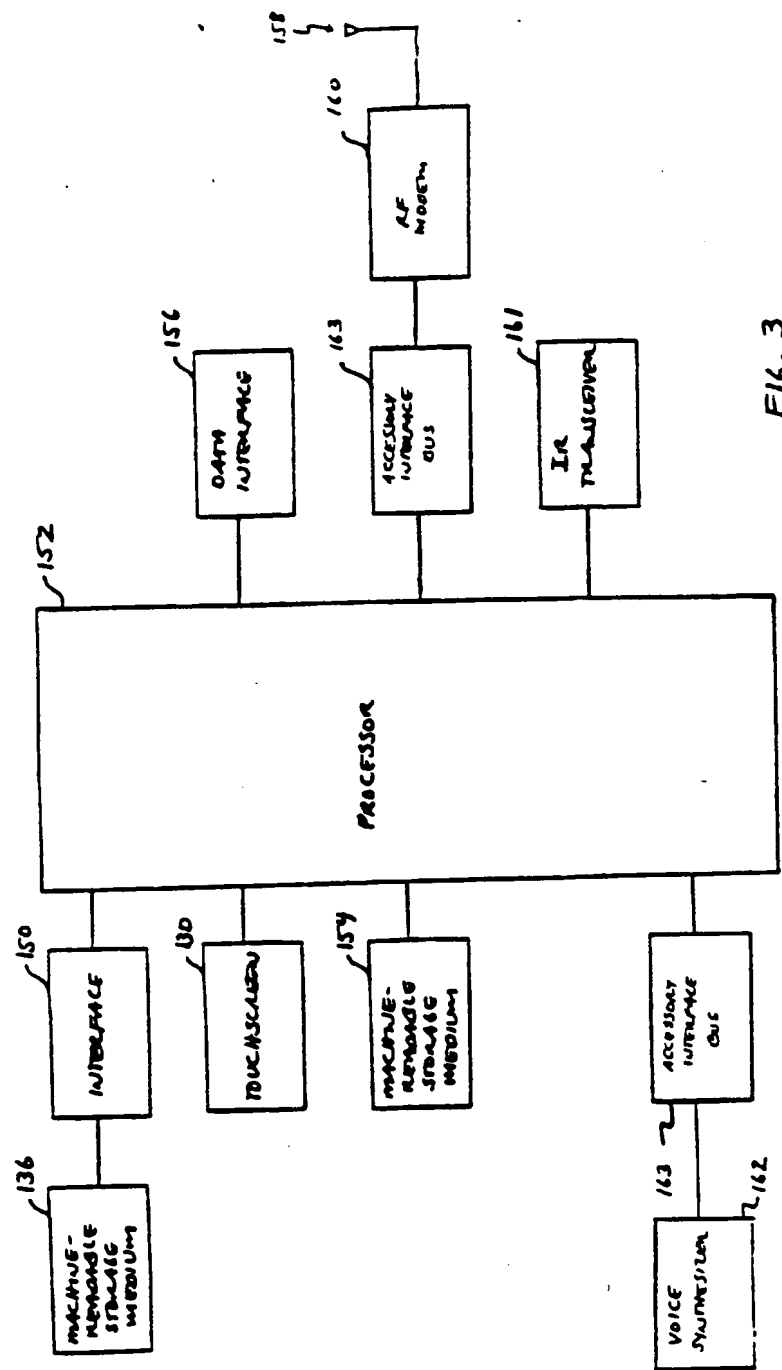 136
MACHINE-
READABLE
STORAGE
MEDIUM
150
INTERFACE
130
TOUCHSCREEN
154
MACHINE-
READABLE
STORAGE
MEDIUM
163
ACCESSORY
INTERFACE
BUS
162
VOICE
SYNTHESIZER
152
PROCESSOR
156
DATA
INTERFACE
163
ACCESSORY
INTERFACE
BUS
160
RF
MODEM
158
161
IR
TRANSCEIVER
FIG. 3